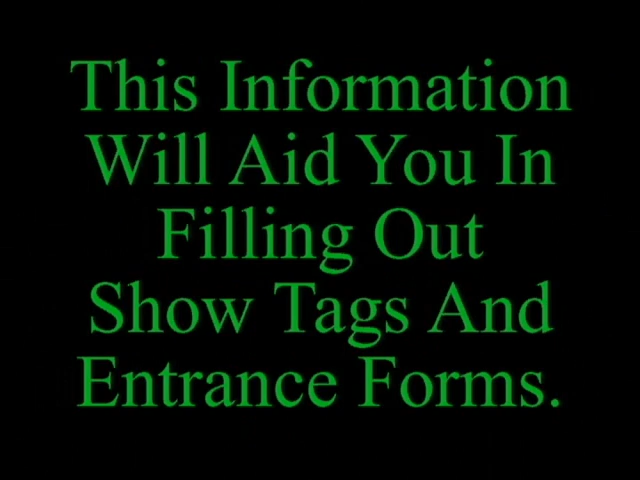 This Information
Will Aid You In
Filling Out
Show Tags And
Entrance Forms.